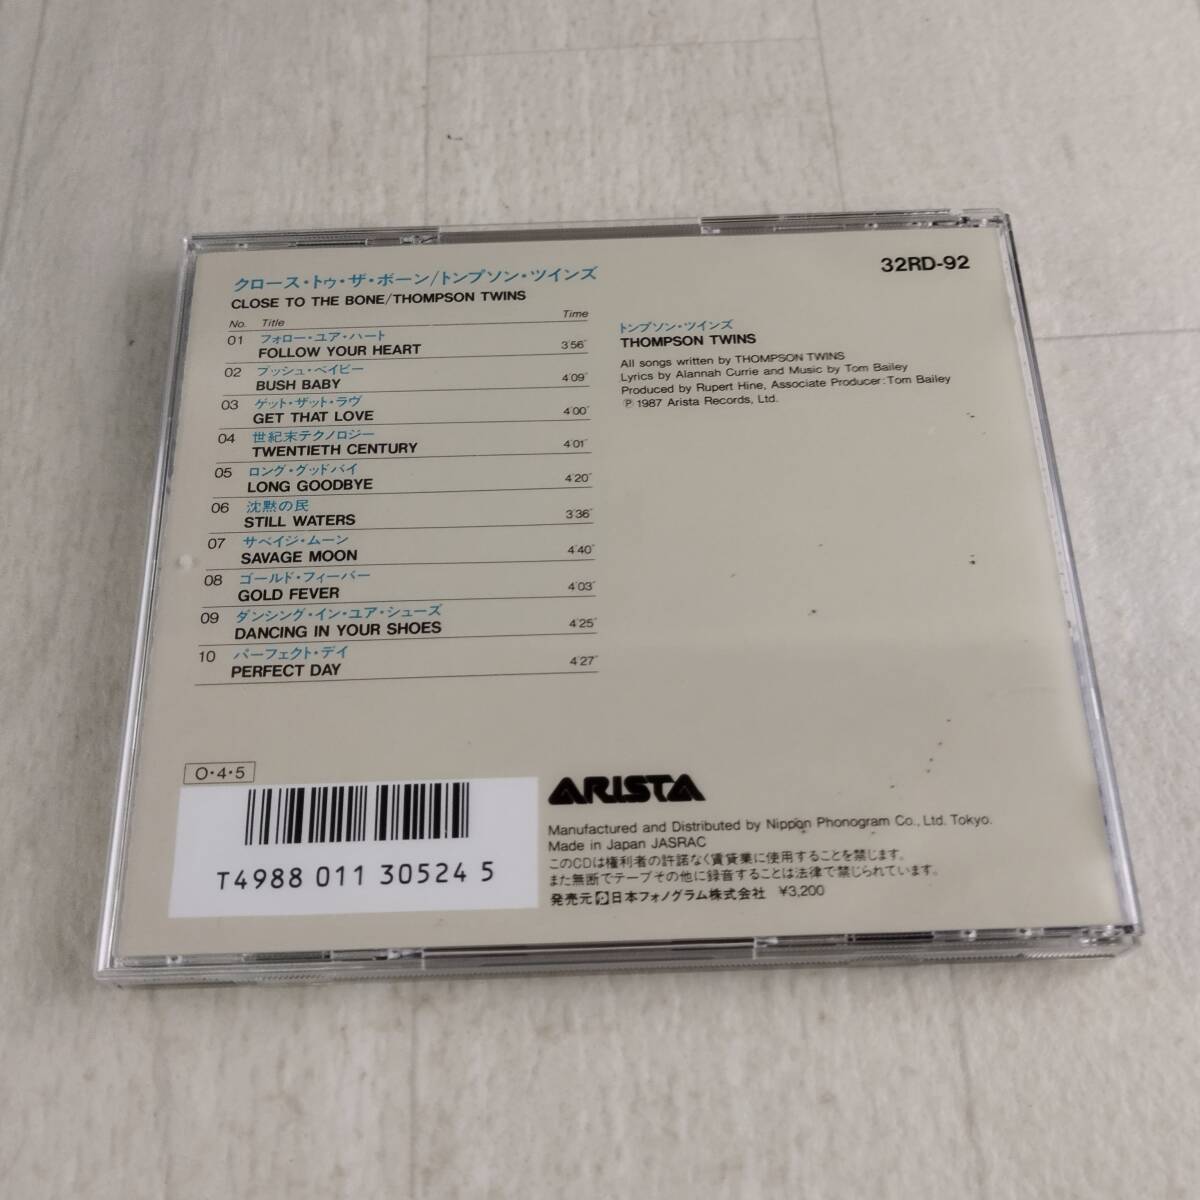 32RD-92
クロース・トゥ・ザ・ボーン/トンプソン・ツインズ
CLOSE TO THE BONE/THOMPSON TWINS
No. Title Time
01 フォロー・ユア・ハート
FOLLOW YOUR HEART 3'56"
02 ブッシュ・ベイビー
BUSH BABY 4'09"
03 ゲット・ザット・ラヴ
GET THAT LOVE 4'00"
04 世紀末テクノロジー
TWENTIETH CENTURY 4'01"
05 ロング・グッドバイ
LONG GOODBYE 4'20"
06 沈黙の民
STILL WATERS 3'36"
07 サベイジ・ムーン
SAVAGE MOON 4'40"
08 ゴールド・フィーバー
GOLD FEVER 4'03"
09 ダンシング・イン・ユア・シューズ
DANCING IN YOUR SHOES 4'25"
10 パーフェクト・デイ
PERFECT DAY 4'27"
トンプソン・ツインズ
THOMPSON TWINS
All songs written by THOMPSON TWINS
Lyrics by Alannah Currie and Music by Tom Bailey
Produced by Rupert Hine, Associate Producer: Tom Bailey
℗ 1987 Arista Records, Ltd.
O・4・5
T4988 011 30524 5
ARISTA
Manufactured and Distributed by Nippon Phonogram Co., Ltd. Tokyo.
Made in Japan JASRAC
このCDは権利者の許諾なく賃貸業に使用することを禁じます。
また無断でテープその他に録音することは法律で禁じられています。
発売元 日本フォノグラム株式会社 ¥3,200